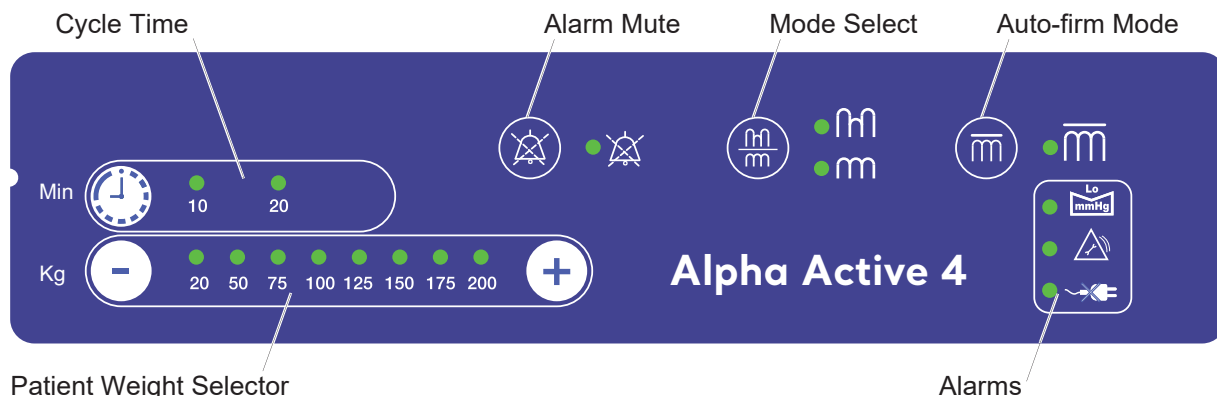 Cycle Time
Alarm Mute
Mode Select
Auto-firm Mode
Min
10 20
Lo
mmHg
Kg
- 20 50 75 100 125 150 175 200 +
Alpha Active 4
Patient Weight Selector
Alarms